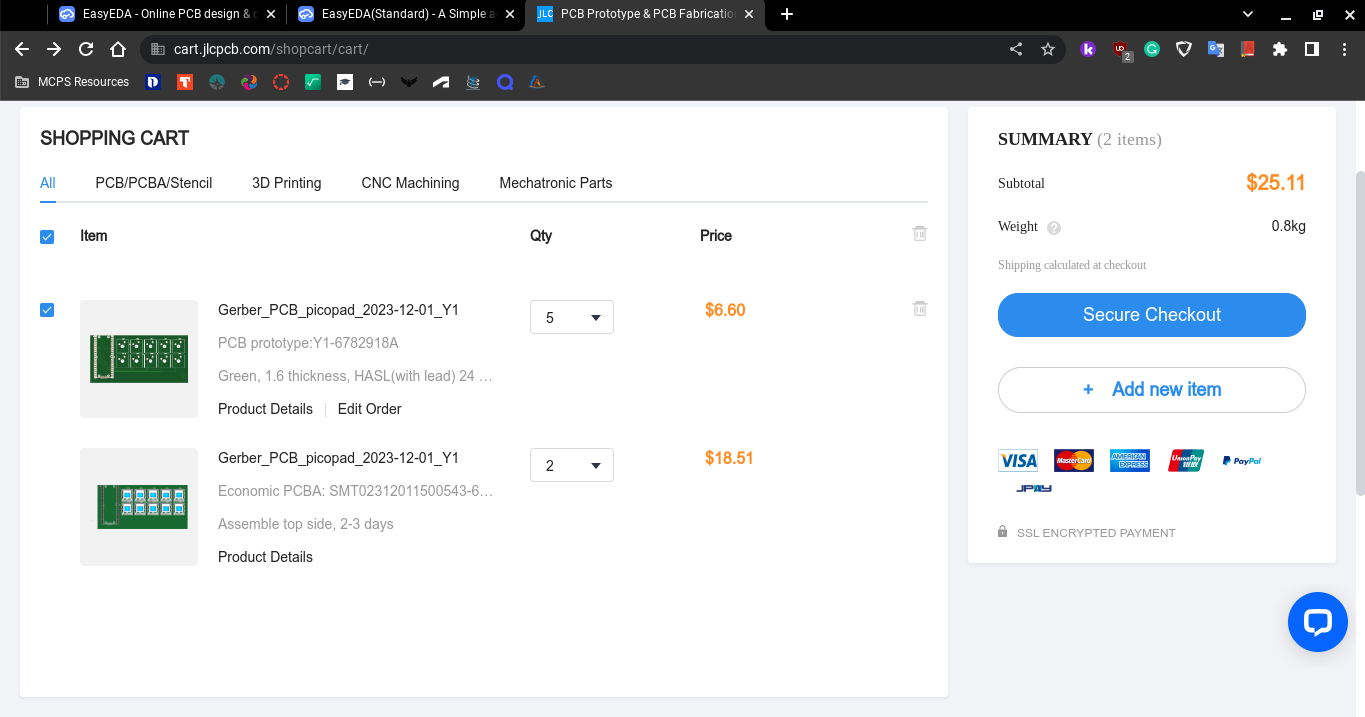 EasyEDA - Online PCB design &
EasyEDA(Standard) - A Simple a
JLC PCB Prototype & PCB Fabricatio
cart.jlcpcb.com/shopcart/cart/
2
MCPS Resources
SHOPPING CART
All PCB/PCBA/Stencil 3D Printing CNC Machining Mechatronic Parts
Item Qty Price
Gerber_PCB_picopad_2023-12-01_Y1 5 $6.60
PCB prototype:Y1-6782918A
Green, 1.6 thickness, HASL(with lead) 24 ...
Product Details Edit Order
Gerber_PCB_picopad_2023-12-01_Y1 2 $18.51
Economic PCBA: SMT02312011500543-6...
Assemble top side, 2-3 days
Product Details
SUMMARY (2 items)
Subtotal $25.11
Weight ? 0.8kg
Shipping calculated at checkout
Secure Checkout
+ Add new item
VISA MasterCard AMERICAN EXPRESS UnionPay 银联 PayPal
JPAY
SSL ENCRYPTED PAYMENT